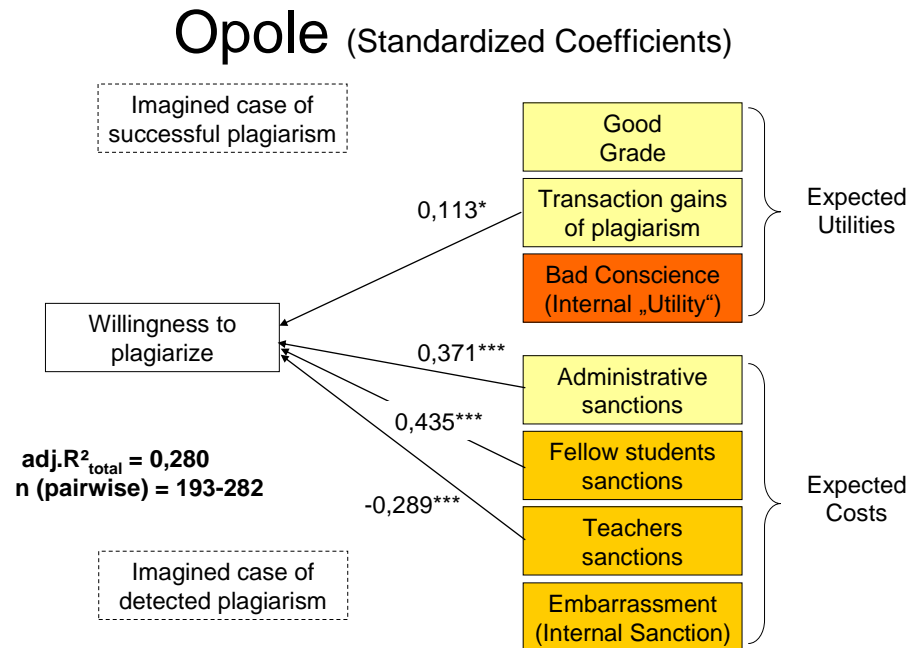 Opole (Standardized Coefficients)
Imagined case of
successful plagiarism
Good
Grade
0,113*
Transaction gains
of plagiarism
Expected
Utilities
Bad Conscience
(Internal „Utility“)
Willingness to
plagiarize
0,371***
Administrative
sanctions
0,435***
Fellow students
sanctions
adj.R²total = 0,280
n (pairwise) = 193-282
-0,289***
Teachers
sanctions
Expected
Costs
Imagined case of
detected plagiarism
Embarrassment
(Internal Sanction)